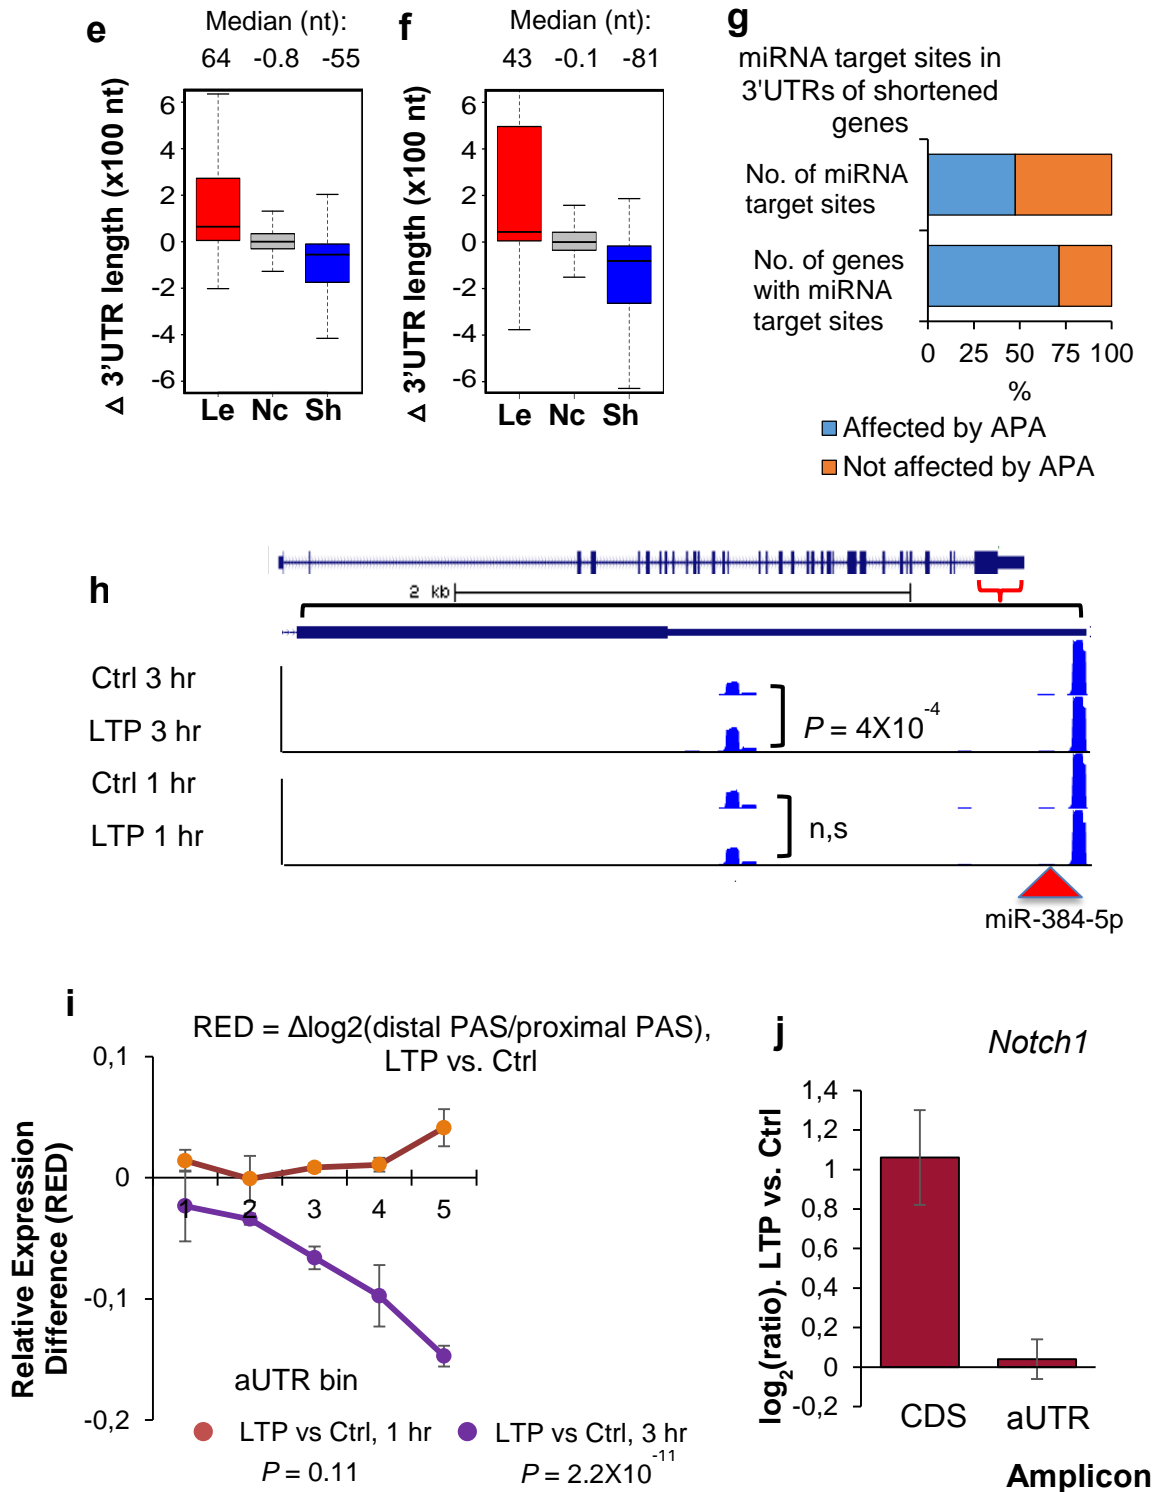 e
Median (nt):
64 -0.8 -55
Δ 3'UTR length (x100 nt)
6
4
2
0
-2
-4
-6
Le Nc Sh
f
Median (nt):
43 -0.1 -81
Δ 3'UTR length (x100 nt)
6
4
2
0
-2
-4
-6
Le Nc Sh
g
miRNA target sites in
3'UTRs of shortened
genes
No. of miRNA
target sites
No. of genes
with miRNA
target sites
0 25 50 75 100
%
Affected by APA
Not affected by APA
h
2 kb
Ctrl 3 hr
LTP 3 hr
P = 4X10-4
Ctrl 1 hr
LTP 1 hr
n,s
miR-384-5p
i
RED = Δlog2(distal PAS/proximal PAS),
LTP vs. Ctrl
Relative Expression
Difference (RED)
0,1
0
-0,1
-0,2
1 2 3 4 5
aUTR bin
LTP vs Ctrl, 1 hr
P = 0.11
LTP vs Ctrl, 3 hr
P = 2.2X10-11
j
Notch1
log2(ratio). LTP vs. Ctrl
1,4
1,2
1
0,8
0,6
0,4
0,2
0
-0,2
CDS aUTR
Amplicon